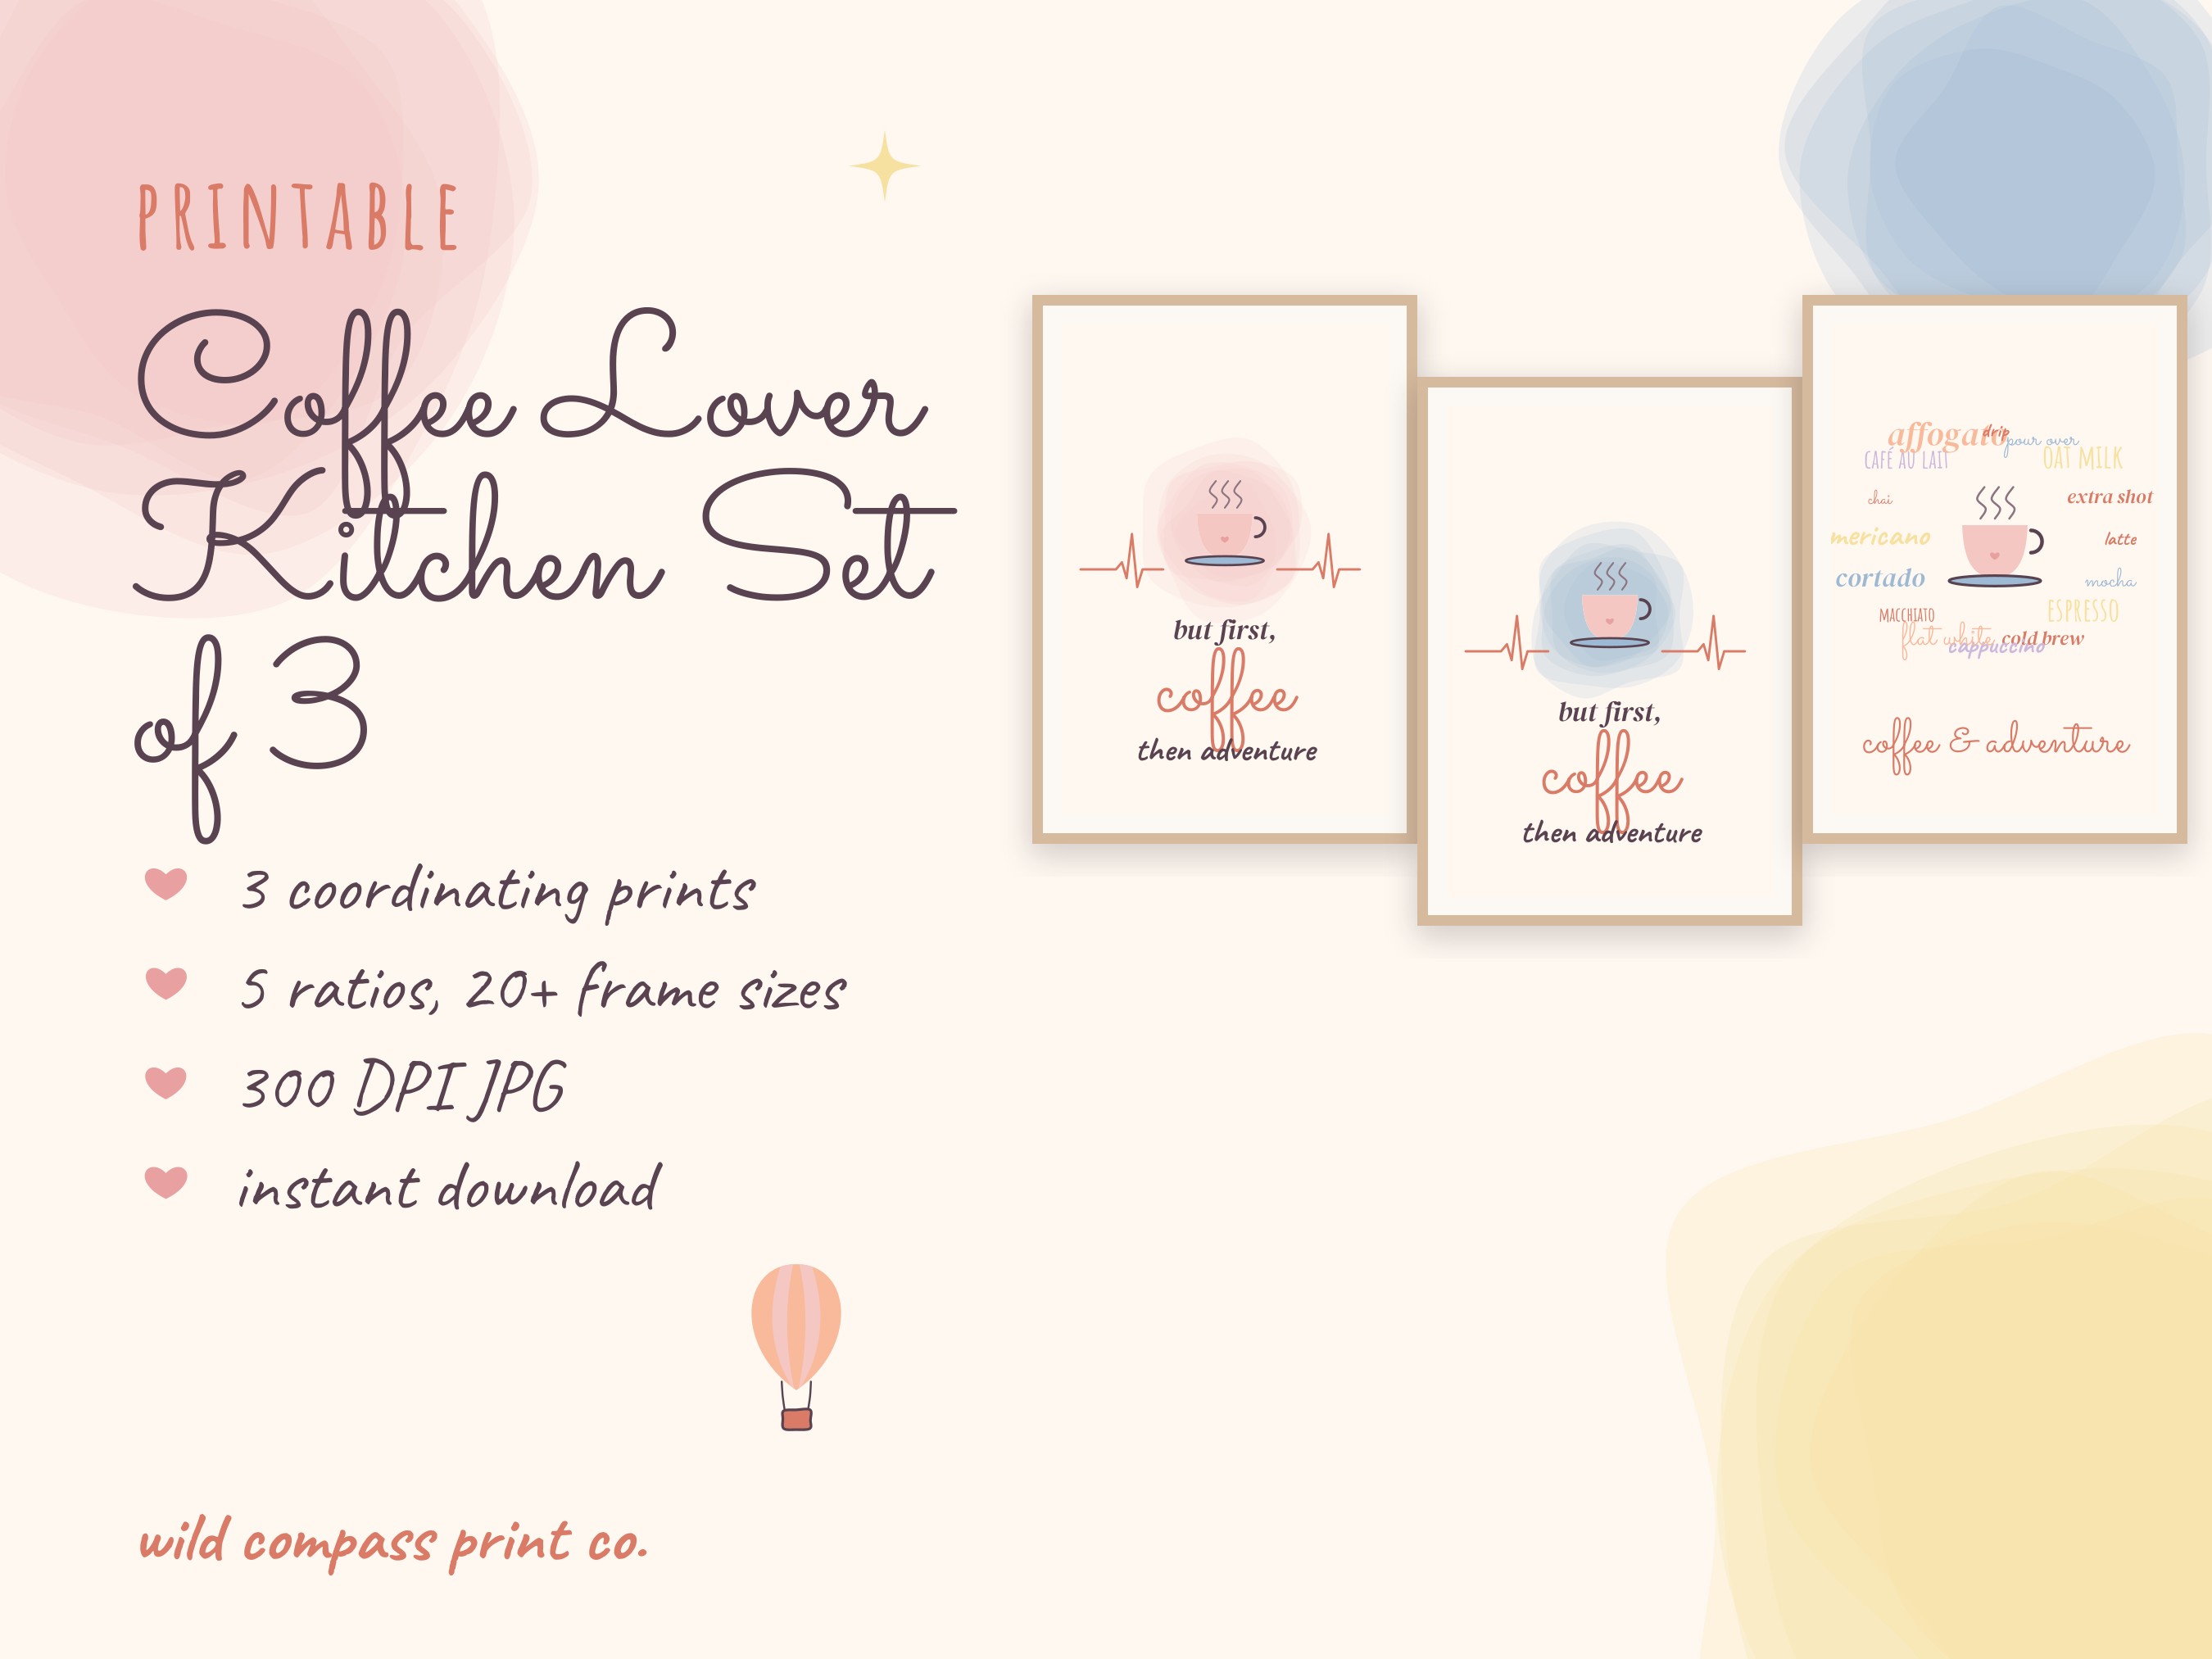 PRINTABLE
Coffee Lover
Kitchen Set
of 3
3 coordinating prints
5 ratios, 20+ frame sizes
300 DPI JPG
instant download
wild compass print co.
but first,
coffee
then adventure
but first,
coffee
then adventure
affogato
drip
pour over
CAFÉ AU LAIT
OAT MILK
chai
extra shot
mericano
latte
cortado
mocha
MACCHIATO
ESPRESSO
flat white
cold brew
cappuccino
coffee & adventure